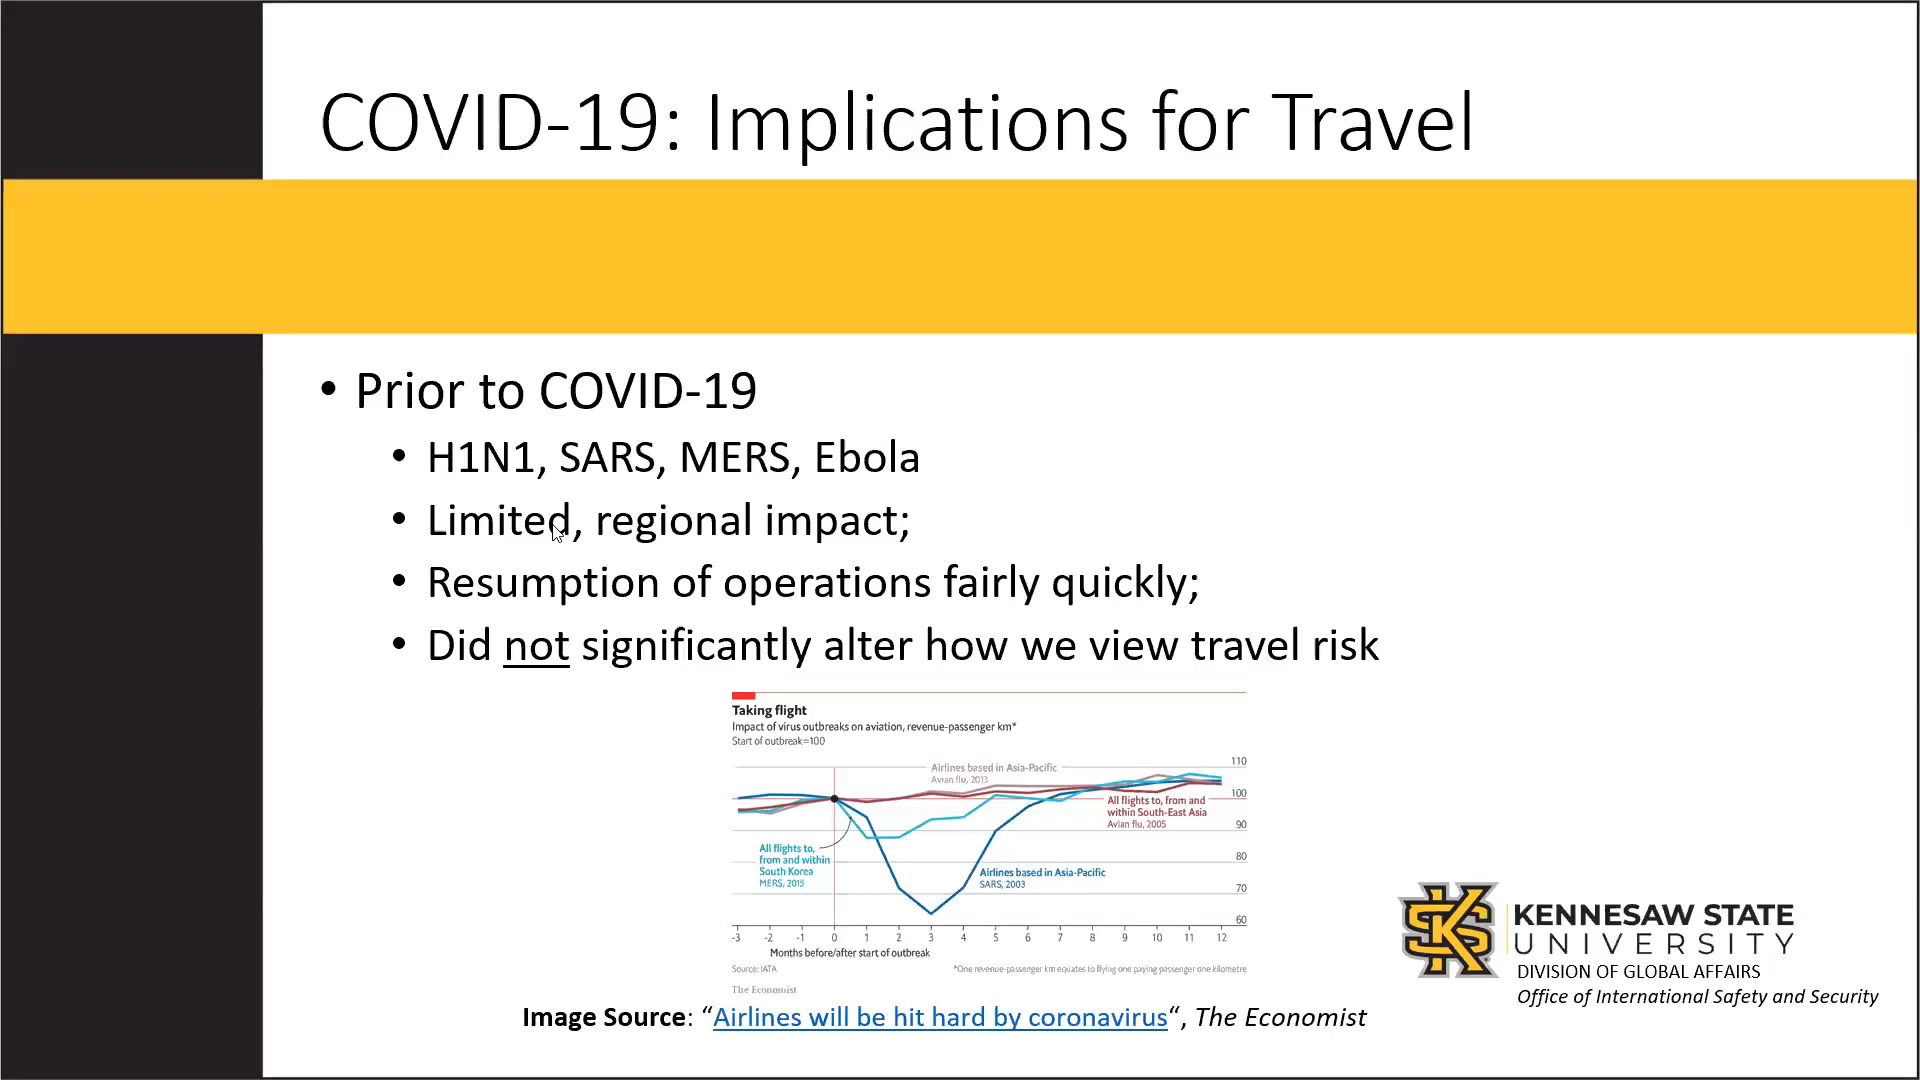 COVID-19: Implications for Travel
• Prior to COVID-19
• H1N1, SARS, MERS, Ebola
• Limited, regional impact;
• Resumption of operations fairly quickly;
• Did not significantly alter how we view travel risk
Taking flight
Impact of virus outbreaks on aviation, revenue-passenger km*
Start of outbreak=100
110
Airlines based in Asia-Pacific
Avian flu, 2013
100
All flights to, from and
within South-East Asia
Avian flu, 2005
90
All flights to,
from and within
South Korea
MERS, 2015
80
Airlines based in Asia-Pacific
SARS, 2003
70
60
-3 -2 -1 0 1 2 3 4 5 6 7 8 9 10 11 12
Months before/after start of outbreak
Source: IATA
*One revenue-passenger km equates to flying one paying passenger one kilometre
The Economist
Image Source: “Airlines will be hit hard by coronavirus“, The Economist
KS
KENNESAW STATE
UNIVERSITY
DIVISION OF GLOBAL AFFAIRS
Office of International Safety and Security